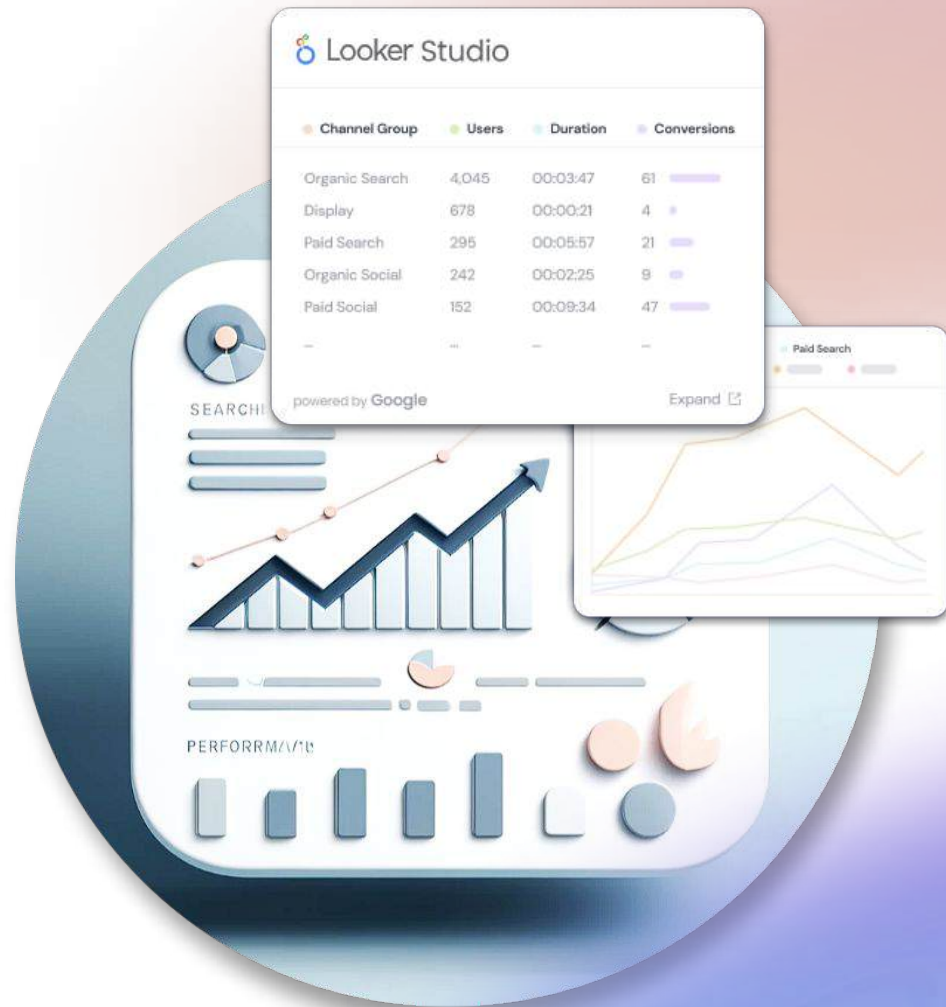 Looker Studio
Channel Group Users Duration Conversions
Organic Search 4,045 00:03:47 61
Display 678 00:00:21 4
Paid Search 295 00:05:57 21
Organic Social 242 00:02:25 9
Paid Social 152 00:09:34 47
... ... ... ...
powered by Google Expand
Paid Search
SEARCHI